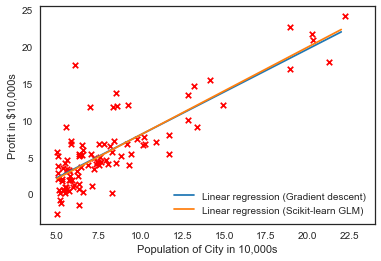 25
20
15
10
5
0
Profit in $10,000s
Linear regression (Gradient descent)
Linear regression (Scikit-learn GLM)
5.0 7.5 10.0 12.5 15.0 17.5 20.0 22.5
Population of City in 10,000s